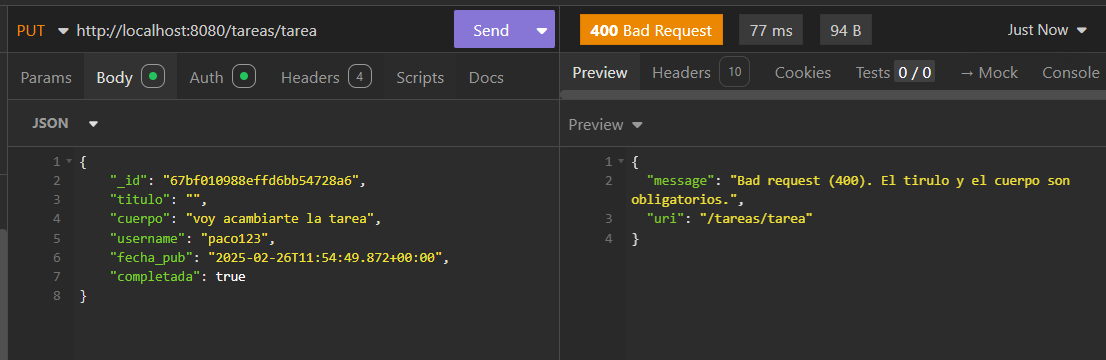 PUT http://localhost:8080/tareas/tarea Send
400 Bad Request 77 ms 94 B Just Now
Params Body Auth Headers 4 Scripts Docs
Preview Headers 10 Cookies Tests 0 / 0 → Mock Console
JSON
Preview
1 {
2 "_id": "67bf010988effd6bb54728a6",
3 "titulo": "",
4 "cuerpo": "voy acambiarte la tarea",
5 "username": "paco123",
6 "fecha_pub": "2025-02-26T11:54:49.872+00:00",
7 "completada": true
8 }
1 {
2 "message": "Bad request (400). El tirulo y el cuerpo son
obligatorios.",
3 "uri": "/tareas/tarea"
4 }